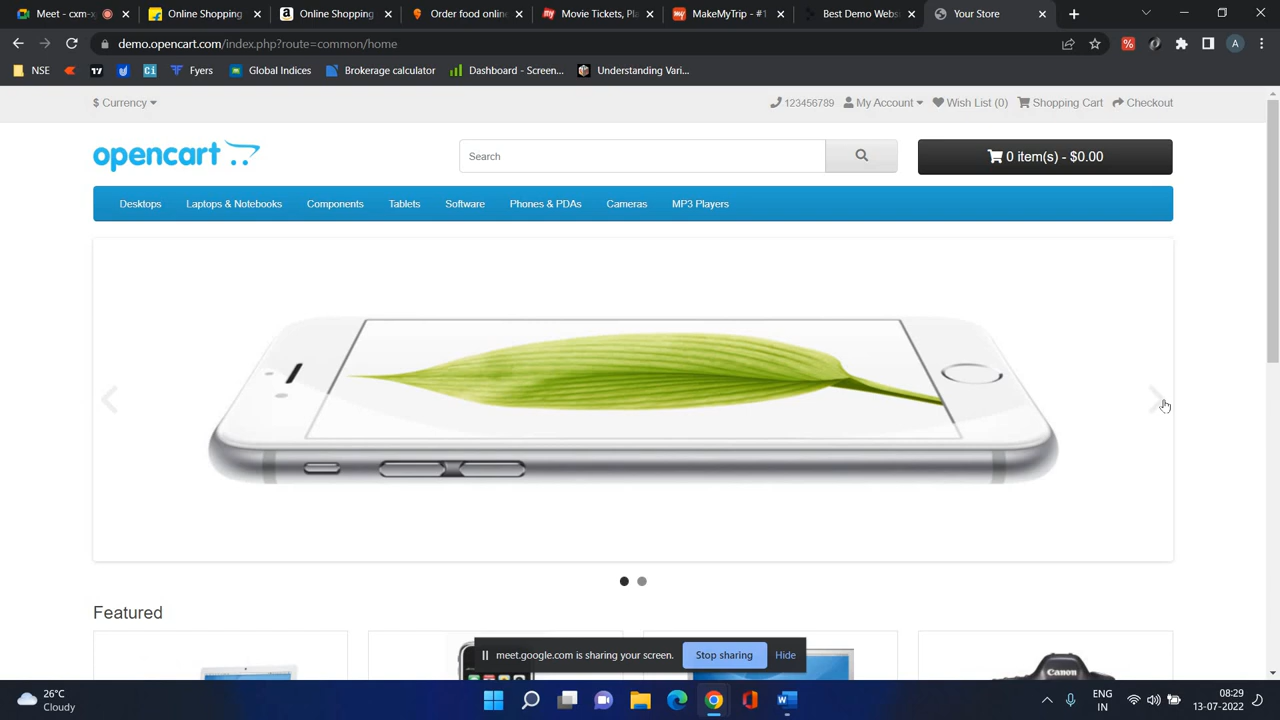 Meet - cxm-x
Online Shopping
Online Shopping
Order food online
Movie Tickets, Pla
MakeMyTrip - #1
Best Demo Webs
Your Store
demo.opencart.com/index.php?route=common/home
A
NSE
Fyers
Global Indices
Brokerage calculator
Dashboard - Screen...
Understanding Vari...
$ Currency
123456789
My Account
Wish List (0)
Shopping Cart
Checkout
opencart
Search
0 item(s) - $0.00
Desktops
Laptops & Notebooks
Components
Tablets
Software
Phones & PDAs
Cameras
MP3 Players
Featured
Canon
meet.google.com is sharing your screen.
Stop sharing
Hide
26°C
Cloudy
ENG
IN
08:29
13-07-2022